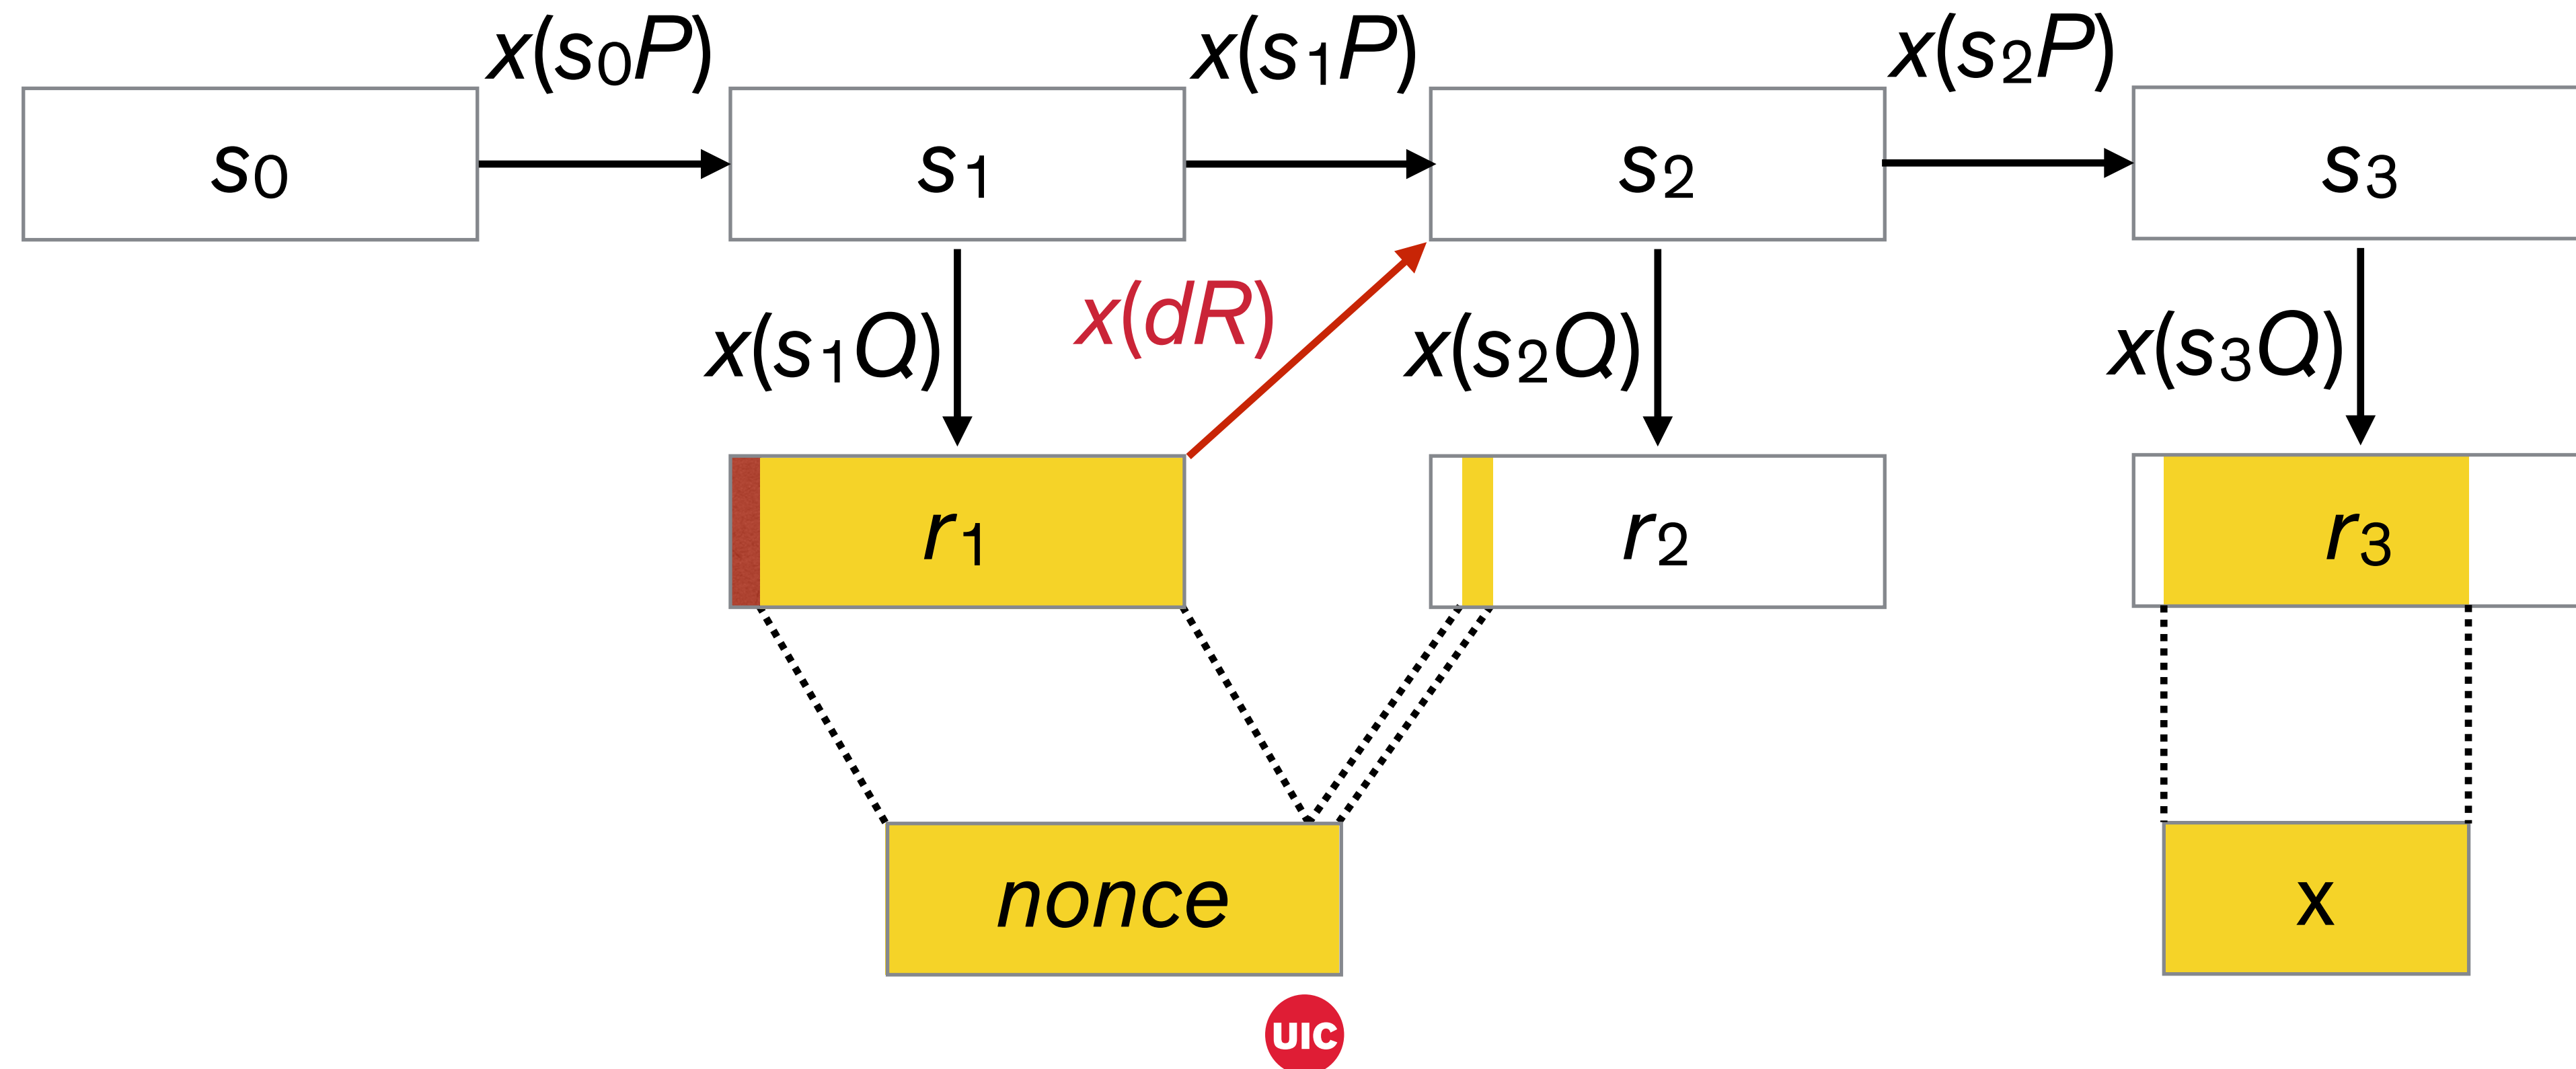 x(s₀P) x(s₁P) x(s₂P)
s₀ s₁ s₂ s₃
x(s₁Q) x(dR) x(s₂Q) x(s₃Q)
r₁ r₂ r₃
nonce x
UIC